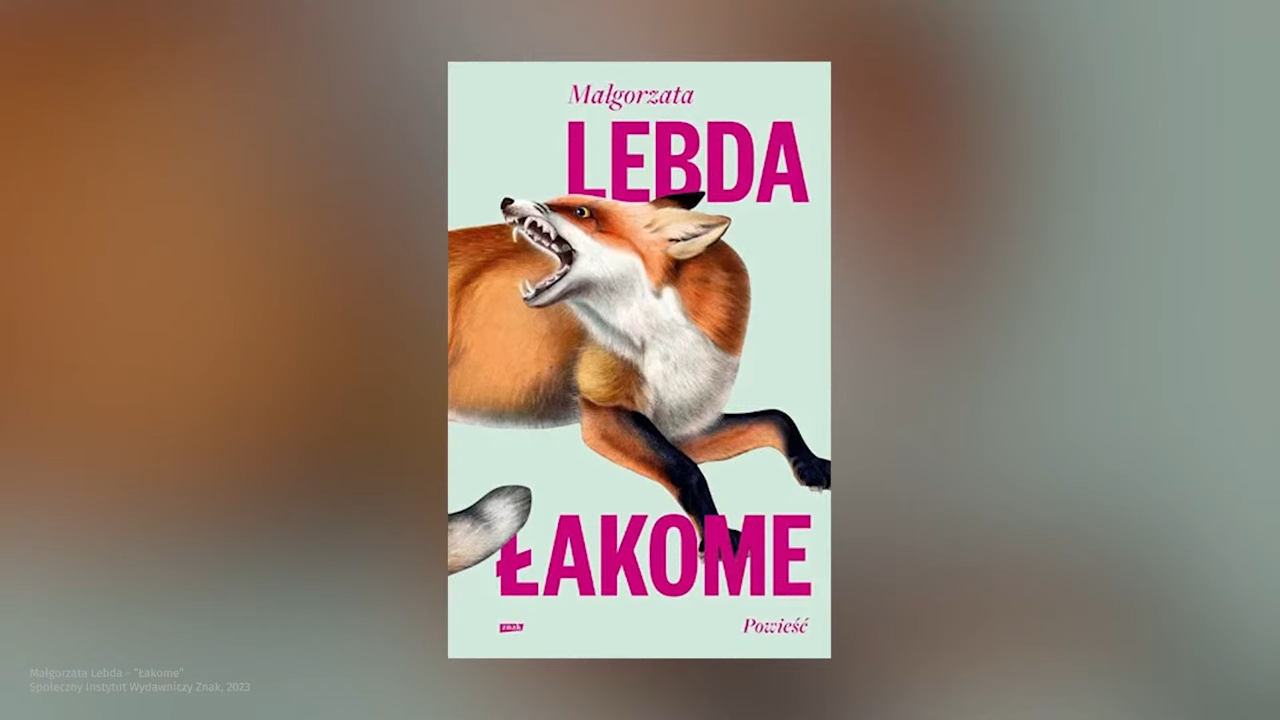 Małgorzata
LEBDA
ŁAKOME
znak
Powieść
Małgorzata Lebda - "Łakome"
Społeczny Instytut Wydawniczy Znak, 2023